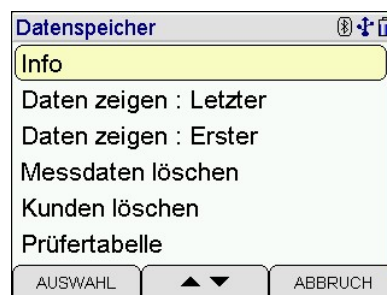 Datenspeicher
Info
Daten zeigen : Letzter
Daten zeigen : Erster
Messdaten löschen
Kunden löschen
Prüfertabelle
AUSWAHL ▲ ▼ ABBRUCH